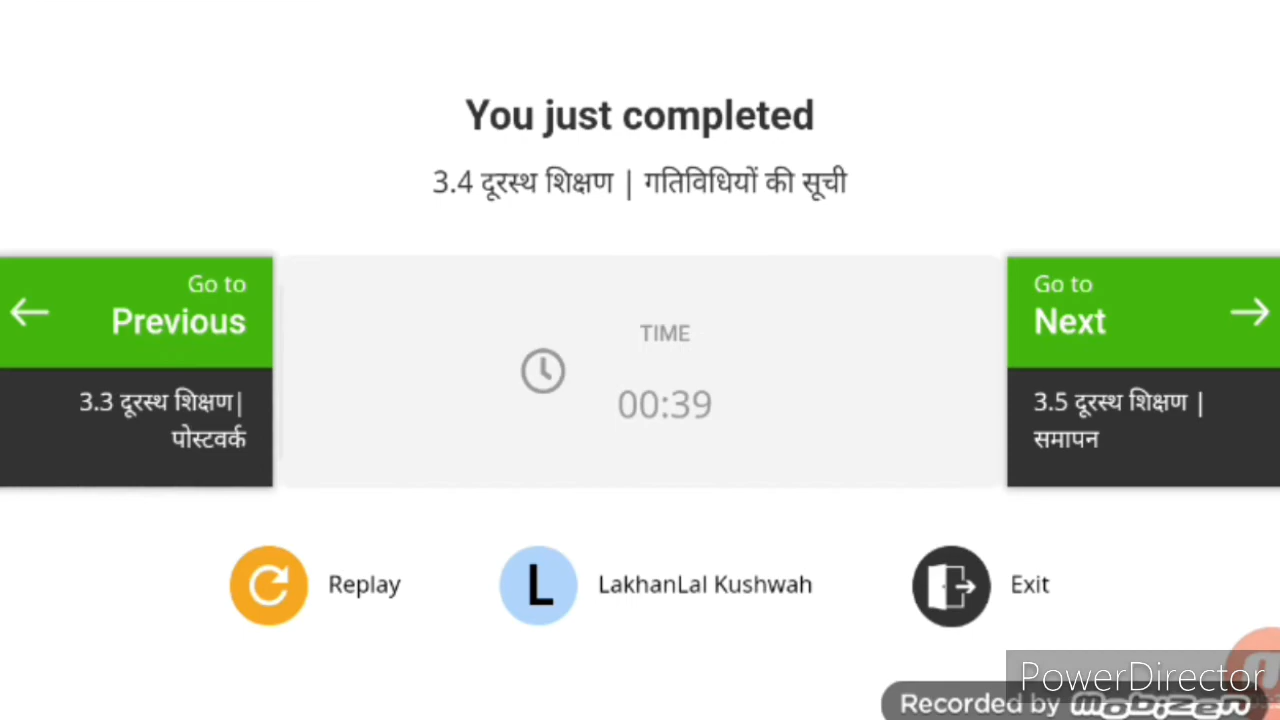 You just completed
3.4 दूरस्थ शिक्षण | गतिविधियों की सूची
Go to
Previous
3.3 दूरस्थ शिक्षण|
पोस्टवर्क
TIME
00:39
Go to
Next
3.5 दूरस्थ शिक्षण |
समापन
Replay
L
LakhanLal Kushwah
Exit
PowerDirector
Recorded by mobizen